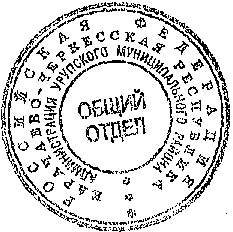 РОССИЙСКАЯ ФЕДЕРАЦИЯ
КАРАЧАЕВО-ЧЕРКЕССКАЯ РЕСПУБЛИКА
АДМИНИСТРАЦИЯ УРУПСКОГО МУНИЦИПАЛЬНОГО РАЙОНА
ОБЩИЙ
ОТДЕЛ